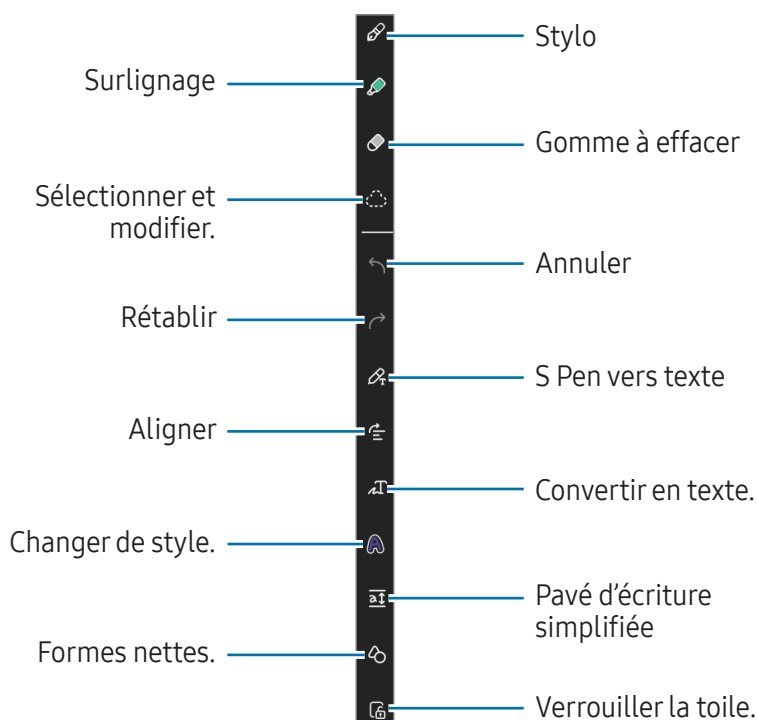 Stylo
Surlignage
Gomme à effacer
Sélectionner et
modifier.
Annuler
Rétablir
S Pen vers texte
Aligner
Convertir en texte.
Changer de style.
Pavé d’écriture
simplifiée
Formes nettes.
Verrouiller la toile.